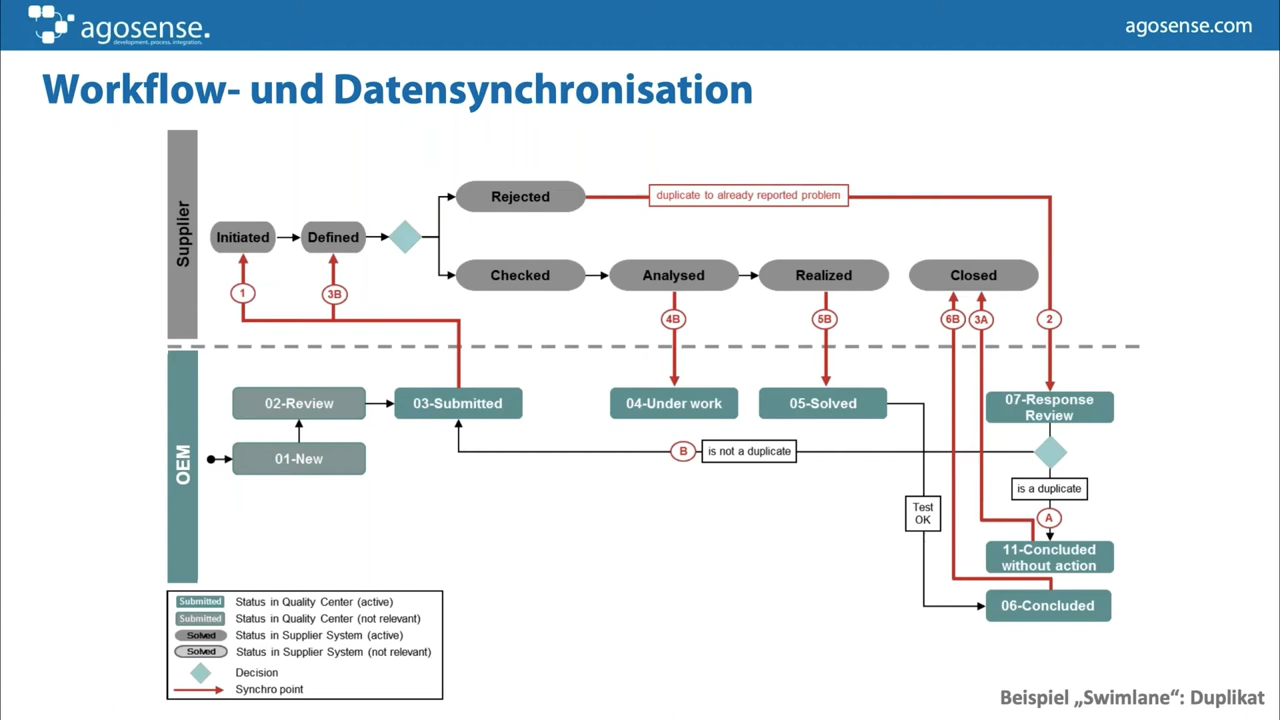 agosense.
development. process. integration.
agosense.com
Workflow- und Datensynchronisation
Supplier
Rejected
duplicate to already reported problem
Initiated
Defined
Checked
Analysed
Realized
Closed
1
3B
4B
5B
6B
3A
2
OEM
02-Review
03-Submitted
04-Under work
05-Solved
07-Response
Review
01-New
B
is not a duplicate
is a duplicate
Test
OK
A
11-Concluded
without action
06-Concluded
Submitted Status in Quality Center (active)
Submitted Status in Quality Center (not relevant)
Solved Status in Supplier System (active)
Solved Status in Supplier System (not relevant)
Decision
Synchro point
Beispiel „Swimlane“: Duplikat